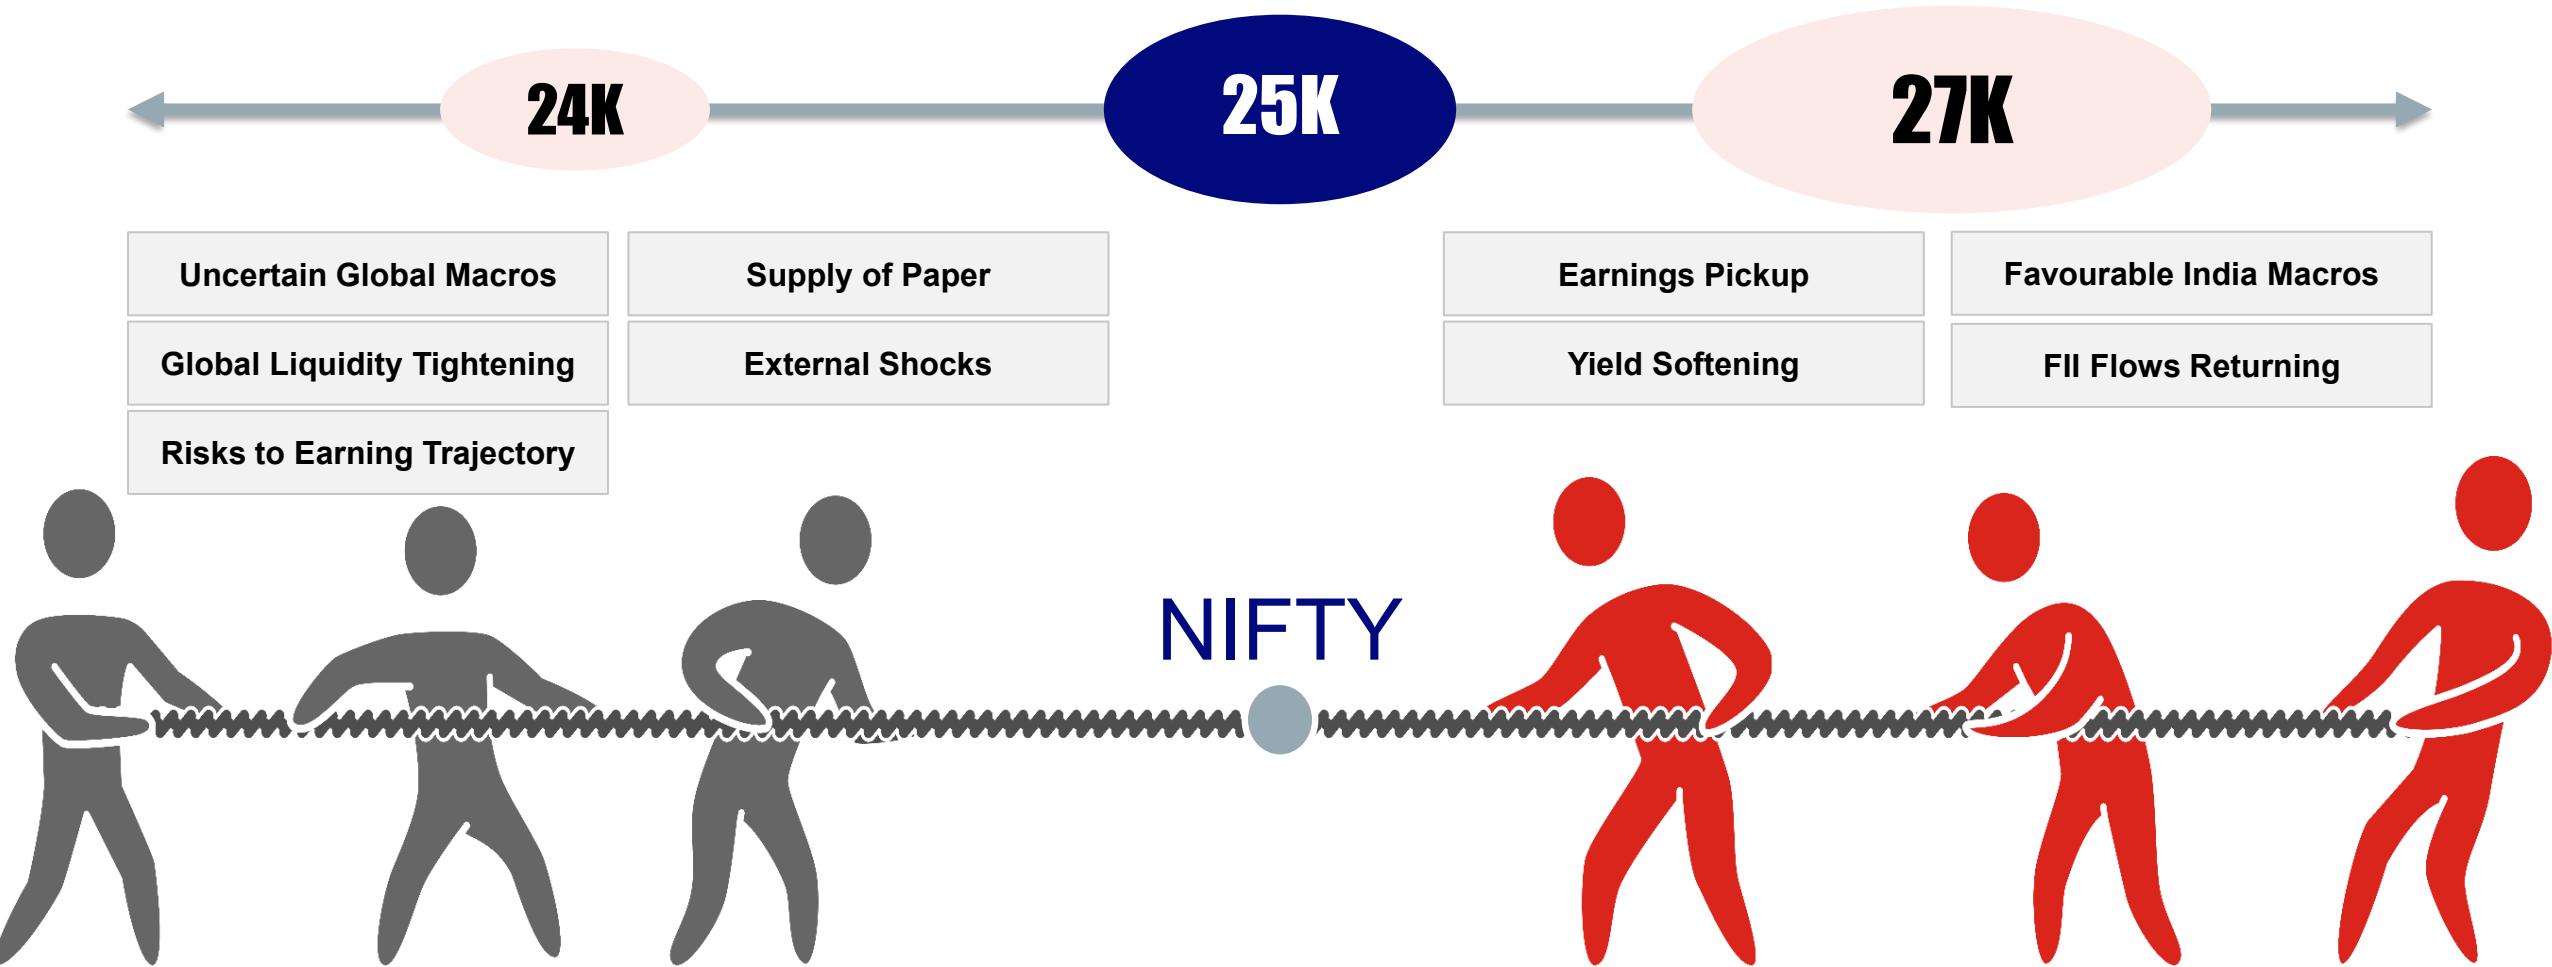 24K
25K
27K
Uncertain Global Macros
Supply of Paper
Earnings Pickup
Favourable India Macros
Global Liquidity Tightening
External Shocks
Yield Softening
FII Flows Returning
Risks to Earning Trajectory
NIFTY